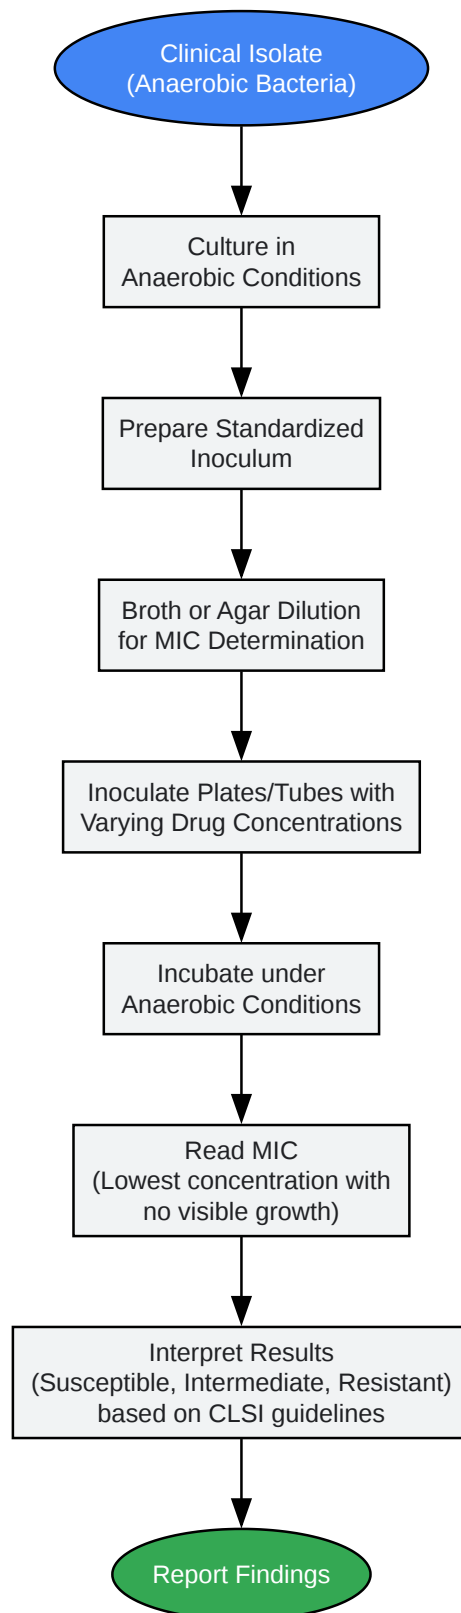 Clinical Isolate
(Anaerobic Bacteria)
Culture in
Anaerobic Conditions
Prepare Standardized
Inoculum
Broth or Agar Dilution
for MIC Determination
Inoculate Plates/Tubes with
Varying Drug Concentrations
Incubate under
Anaerobic Conditions
Read MIC
(Lowest concentration with
no visible growth)
Interpret Results
(Susceptible, Intermediate, Resistant)
based on CLSI guidelines
Report Findings